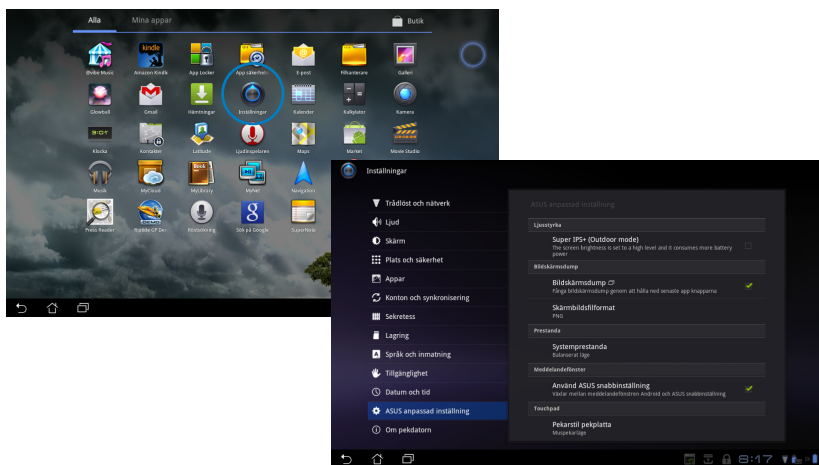 Alla
Mina appar
Butik
@vibe Music
Amazon Kindle
App Locker
App säkerhets
E-post
Filhanterare
Galleri
kindle
Glowball
Gmail
Hämtningar
Inställningar
Kalender
Kalkylator
Kamera
Klocka
Kontakter
Latitude
Ljudinspelaren
Maps
Market
Movie Studio
Musik
MyCloud
MyLibrary
MyNet
Navigation
Press Reader
Riptide GP De
Röstsökning
Sök på Google
SuperNote
Inställningar
Trådlöst och nätverk
Ljud
Skärm
Plats och säkerhet
Appar
Konton och synkronisering
Sekretess
Lagring
Språk och inmatning
Tillgänglighet
Datum och tid
ASUS anpassad inställning
Om pekdatorn
ASUS anpassad inställning
Ljusstyrka
Super IPS+ (Outdoor mode)
The screen brightness is set to a high level and it consumes more battery
power
Bildskärmsdump
Bildskärmsdump
Fånga bildskärmsdump genom att hålla ned senaste app knapparna
Skärmbildsfilformat
PNG
Prestanda
Systemprestanda
Balanserat läge
Meddelandefönster
Använd ASUS snabbinställning
Växlar mellan meddelandefönstren Android och ASUS snabbinställning
Touchpad
Pekarstil pekplatta
Muspekarläge
8:17